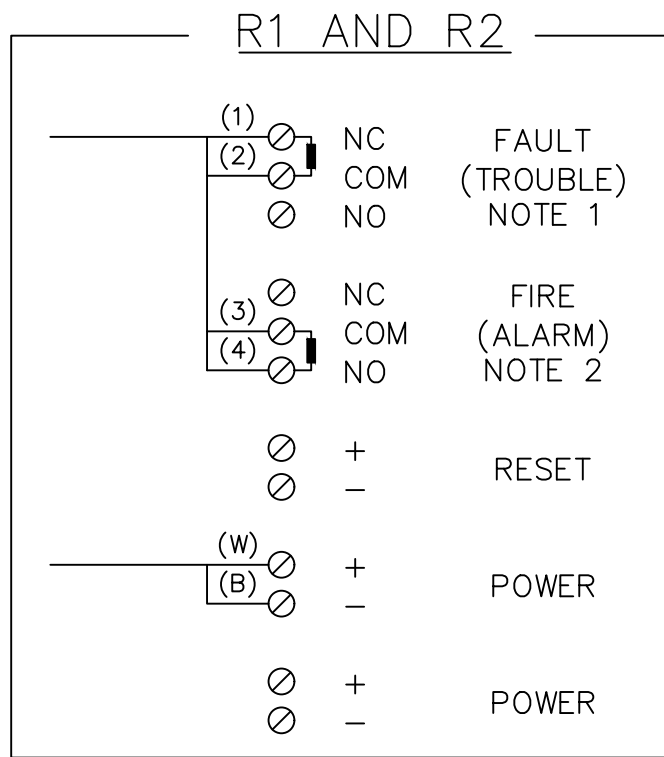 R1 AND R2
(1) NC FAULT
(2) COM (TROUBLE)
NO NOTE 1
NC FIRE
(3) COM (ALARM)
(4) NO NOTE 2
+
RESET
−
(W) +
POWER
(B) −
+
POWER
−